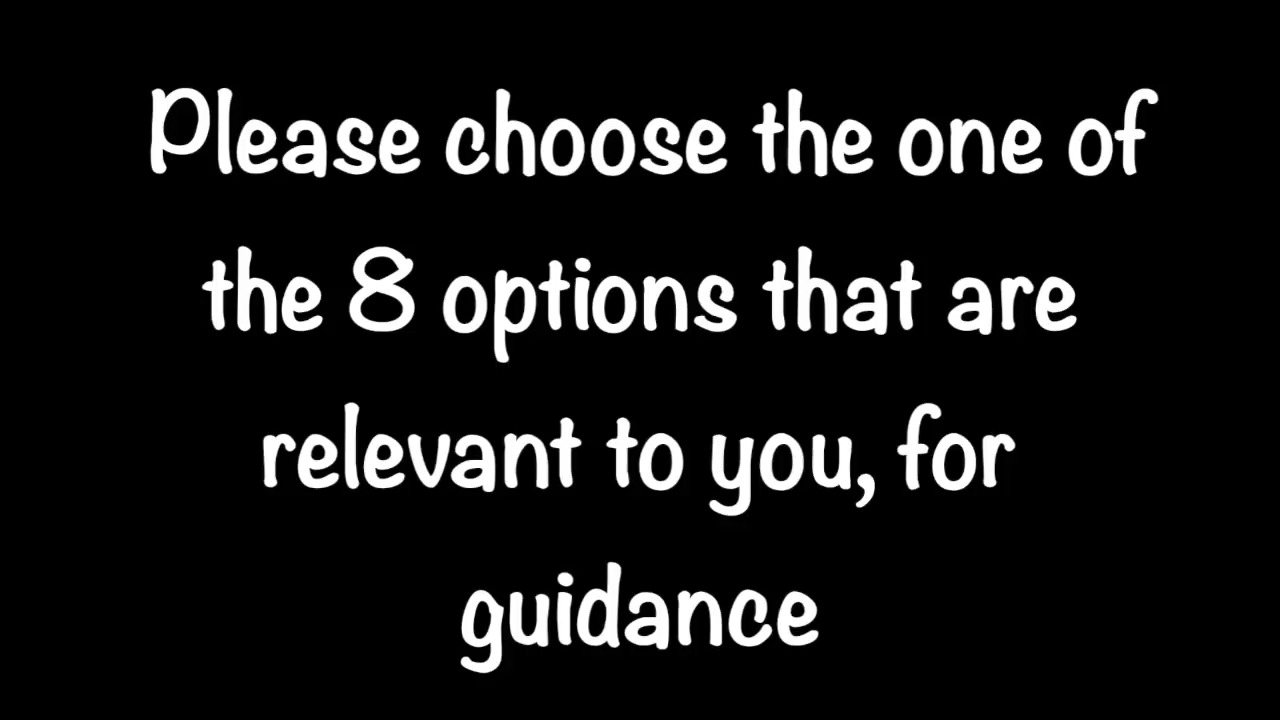 Please choose the one of
the 8 options that are
relevant to you, for
guidance